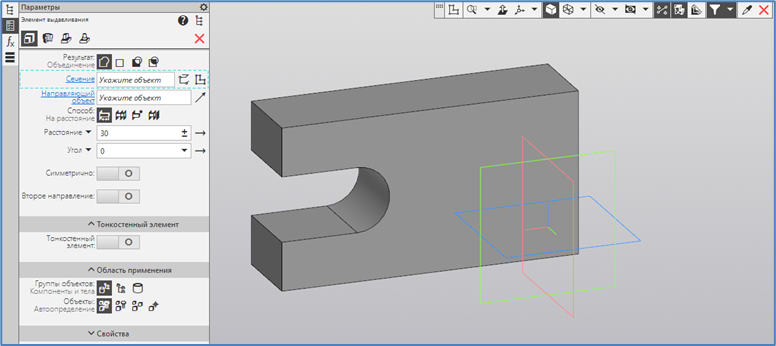 Параметры
Элемент выдавливания
Результат:
Объединение
Сечение Укажите объект
Направляющий
объект Укажите объект
Способ:
На расстояние
Расстояние 30
Угол 0
Симметрично:
Второе направление:
Тонкостенный элемент
Тонкостенный
элемент:
Область применения
Группы объектов:
Компоненты и тела
Объекты:
Автоопределение
Свойства